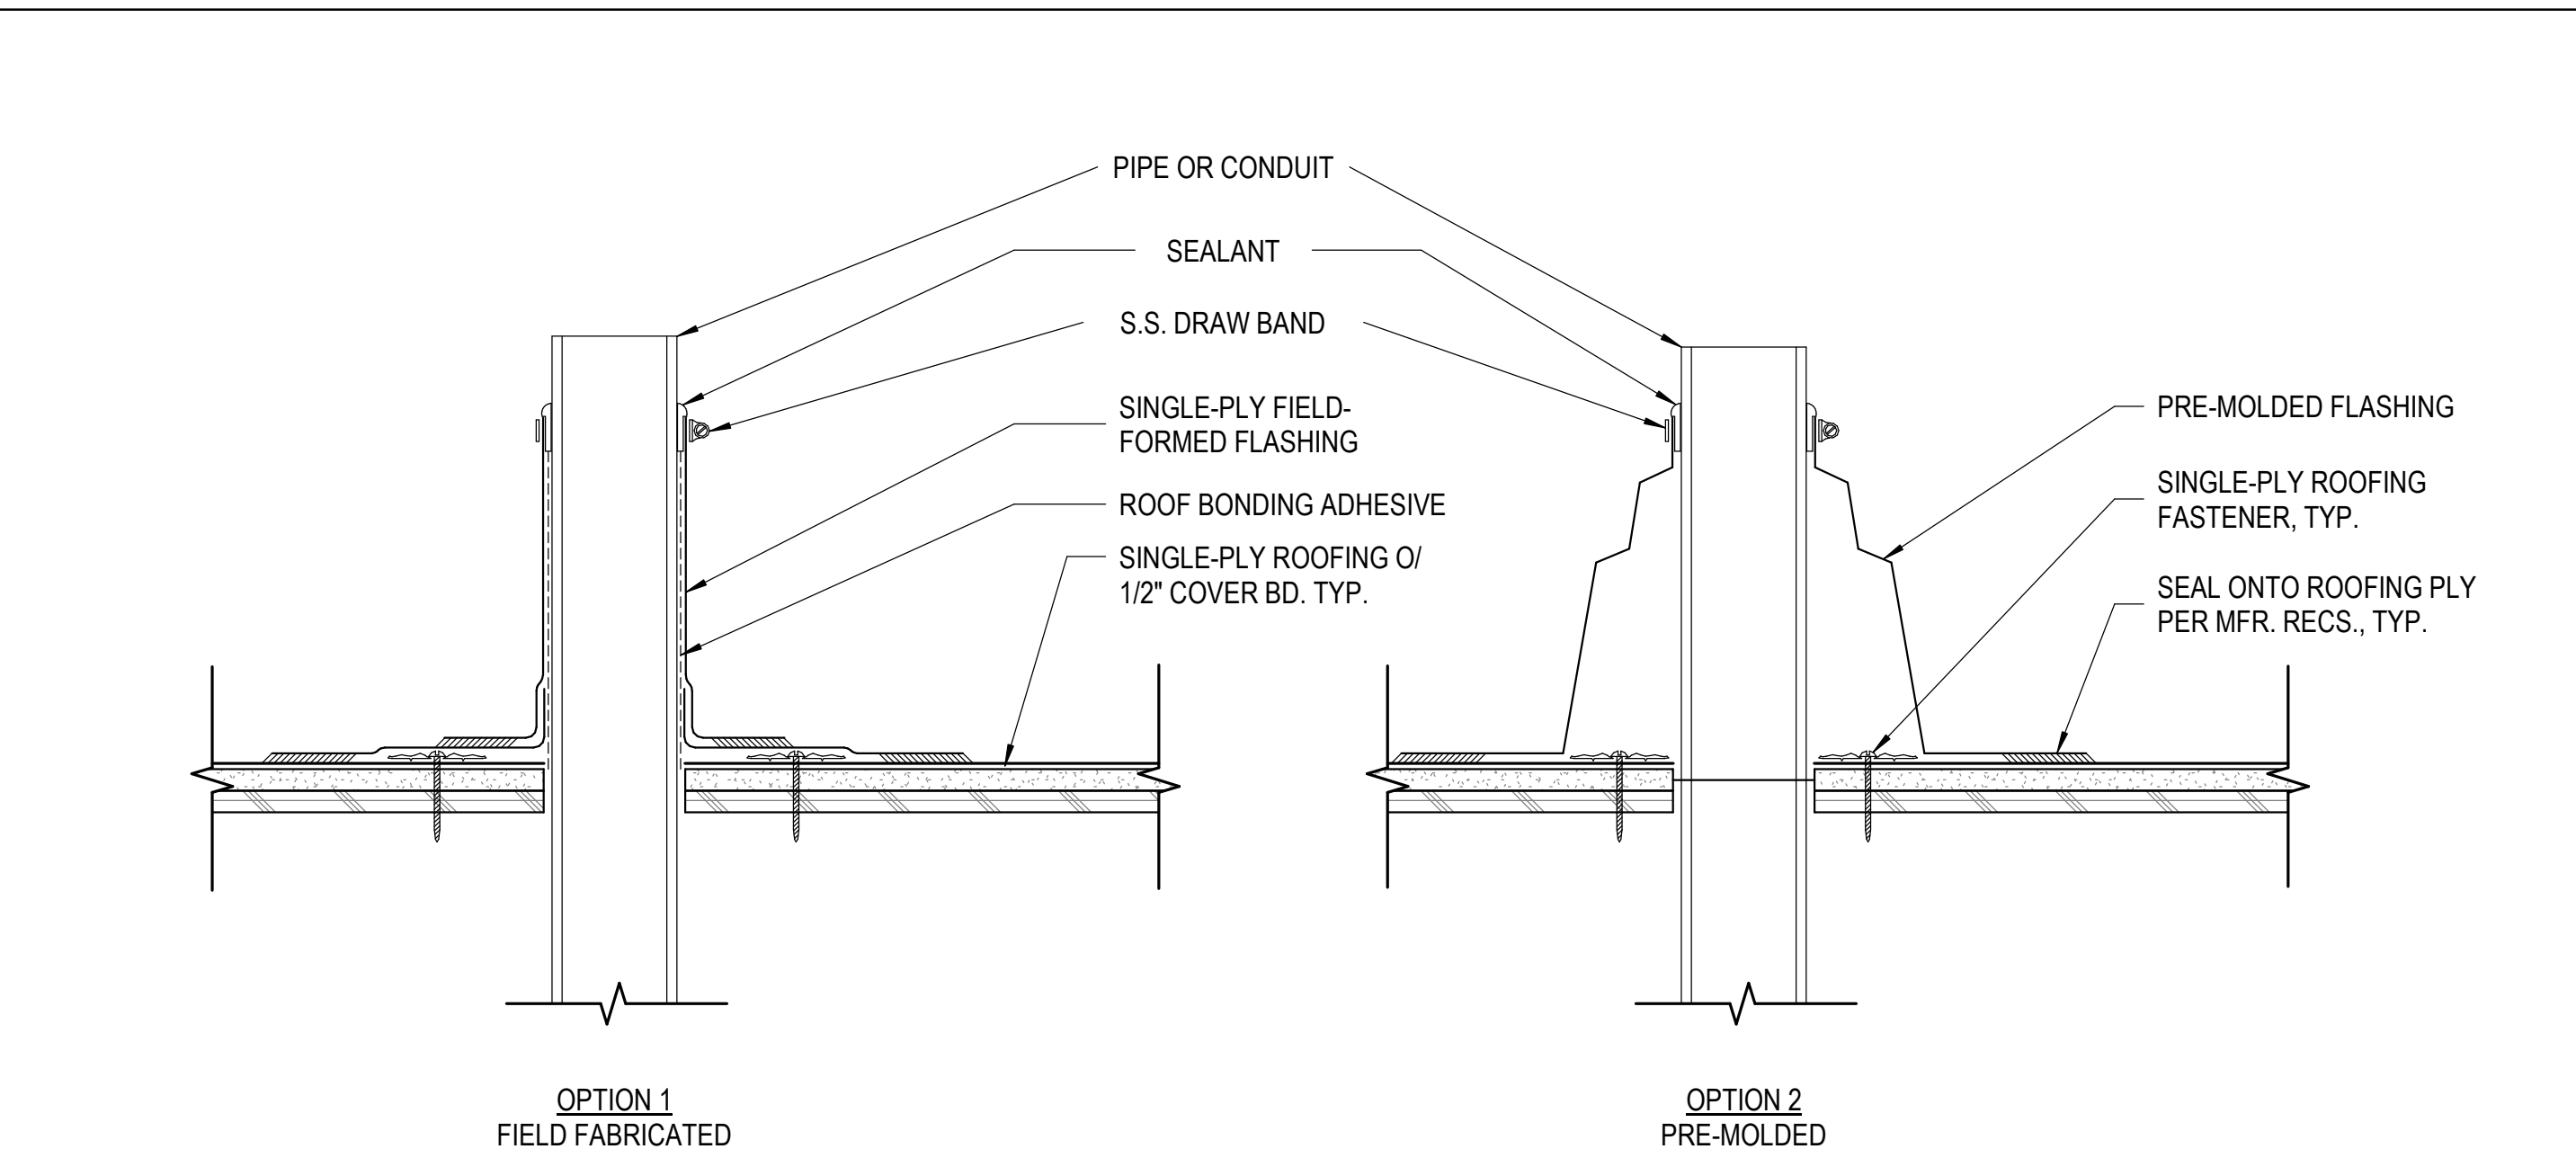 PIPE OR CONDUIT
SEALANT
S.S. DRAW BAND
SINGLE-PLY FIELD-
FORMED FLASHING
ROOF BONDING ADHESIVE
SINGLE-PLY ROOFING O/
1/2" COVER BD. TYP.
PRE-MOLDED FLASHING
SINGLE-PLY ROOFING
FASTENER, TYP.
SEAL ONTO ROOFING PLY
PER MFR. RECS., TYP.
OPTION 1
FIELD FABRICATED
OPTION 2
PRE-MOLDED